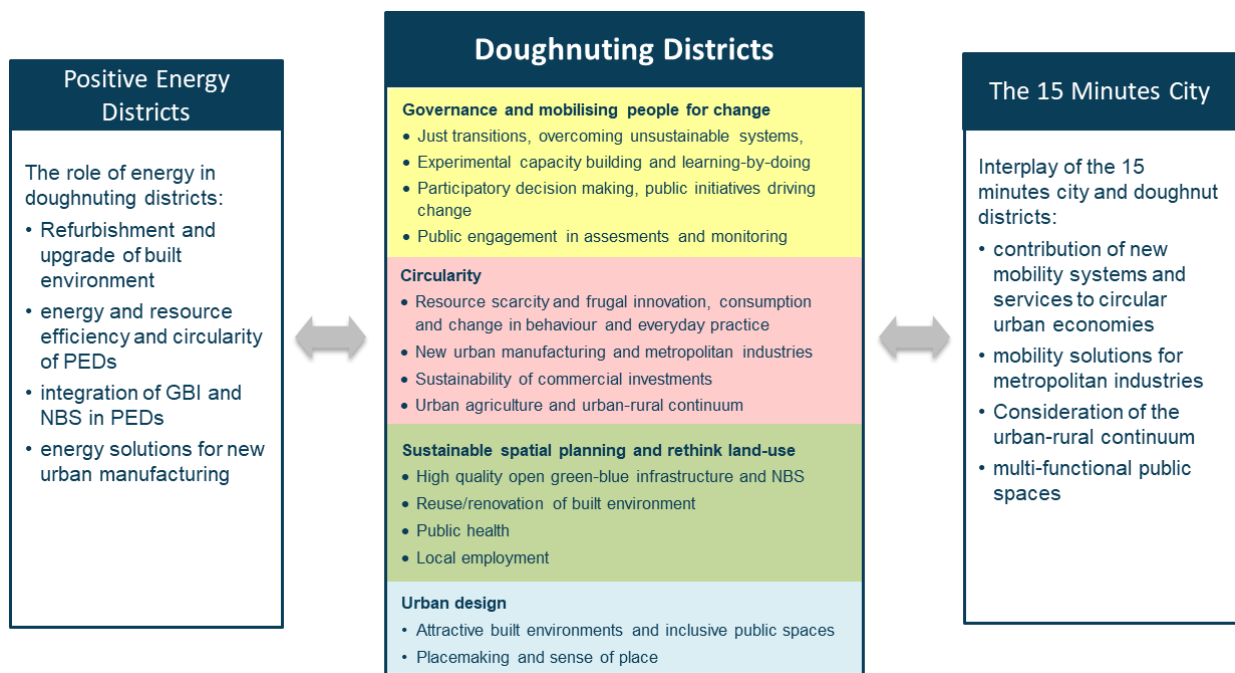 Positive Energy
Districts
The role of energy in
doughnuting districts:
• Refurbishment and
upgrade of built
environment
• energy and resource
efficiency and circularity
of PEDs
• integration of GBI and
NBS in PEDs
• energy solutions for new
urban manufacturing
Doughnuting Districts
Governance and mobilising people for change
• Just transitions, overcoming unsustainable systems,
• Experimental capacity building and learning-by-doing
• Participatory decision making, public initiatives driving
change
• Public engagement in assesments and monitoring
Circularity
• Resource scarcity and frugal innovation, consumption
and change in behaviour and everyday practice
• New urban manufacturing and metropolitan industries
• Sustainability of commercial investments
• Urban agriculture and urban-rural continuum
Sustainable spatial planning and rethink land-use
• High quality open green-blue infrastructure and NBS
• Reuse/renovation of built environment
• Public health
• Local employment
Urban design
• Attractive built environments and inclusive public spaces
• Placemaking and sense of place
The 15 Minutes City
Interplay of the 15
minutes city and doughnut
districts:
• contribution of new
mobility systems and
services to circular
urban economies
• mobility solutions for
metropolitan industries
• Consideration of the
urban-rural continuum
• multi-functional public
spaces